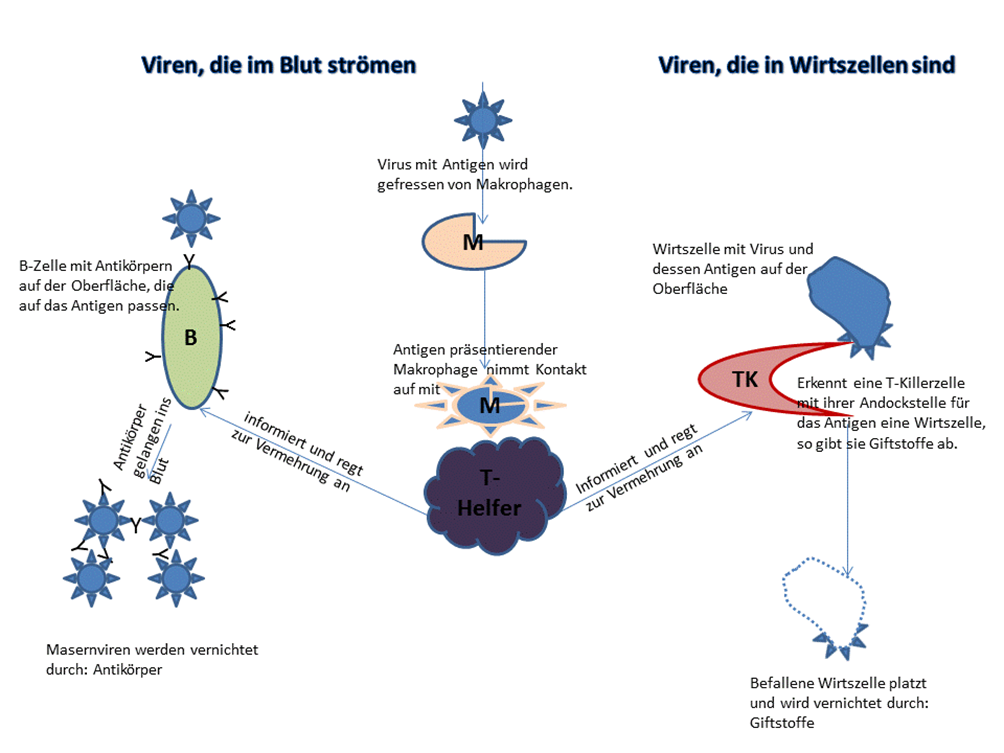 Viren, die im Blut strömen
Viren, die in Wirtszellen sind
Virus mit Antigen wird
gefressen von Makrophagen.
M
B-Zelle mit Antikörpern
auf der Oberfläche, die
auf das Antigen passen.
B
Wirtszelle mit Virus und
dessen Antigen auf der
Oberfläche
Antigen präsentierender
Makrophage nimmt Kontakt
auf mit
M
TK
Erkennt eine T-Killerzelle
mit ihrer Andockstelle für
das Antigen eine Wirtszelle,
so gibt sie Giftstoffe ab.
Antikörper
gelangen ins
Blut
informiert und regt
zur Vermehrung an
T-
Helfer
Informiert und regt
zur Vermehrung an
Masernviren werden vernichtet
durch: Antikörper
Befallene Wirtszelle platzt
und wird vernichtet durch:
Giftstoffe